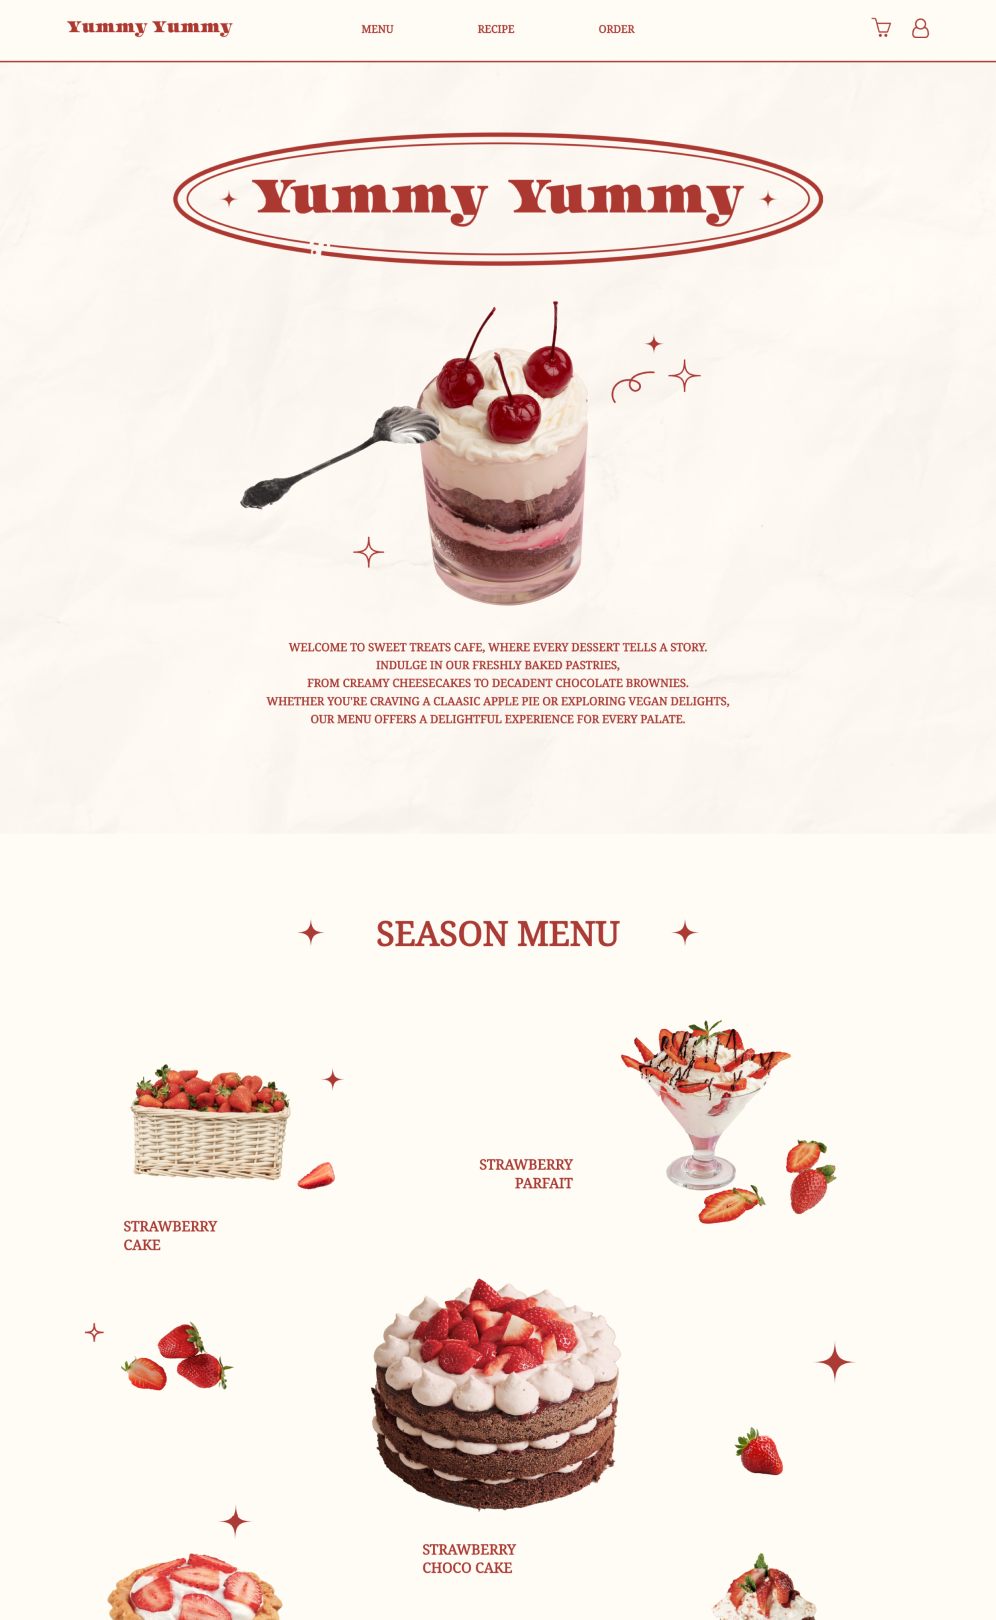 Yummy Yummy
MENU
RECIPE
ORDER
Yummy Yummy
WELCOME TO SWEET TREATS CAFE, WHERE EVERY DESSERT TELLS A STORY.
INDULGE IN OUR FRESHLY BAKED PASTRIES,
FROM CREAMY CHEESECAKES TO DECADENT CHOCOLATE BROWNIES.
WHETHER YOU'RE CRAVING A CLAASIC APPLE PIE OR EXPLORING VEGAN DELIGHTS,
OUR MENU OFFERS A DELIGHTFUL EXPERIENCE FOR EVERY PALATE.
SEASON MENU
STRAWBERRY
PARFAIT
STRAWBERRY
CAKE
STRAWBERRY
CHOCO CAKE